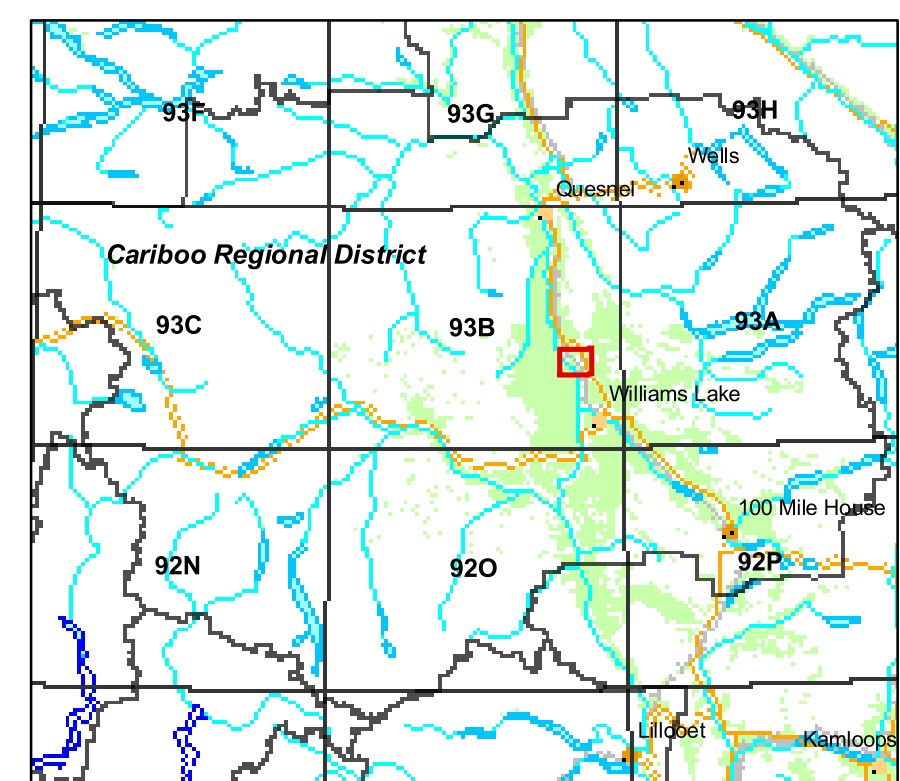 93F
93G
93H
Wells
Quesnel
Cariboo Regional District
93C
93B
93A
Williams Lake
100 Mile House
92N
92O
92P
Lillooet
Kamloops